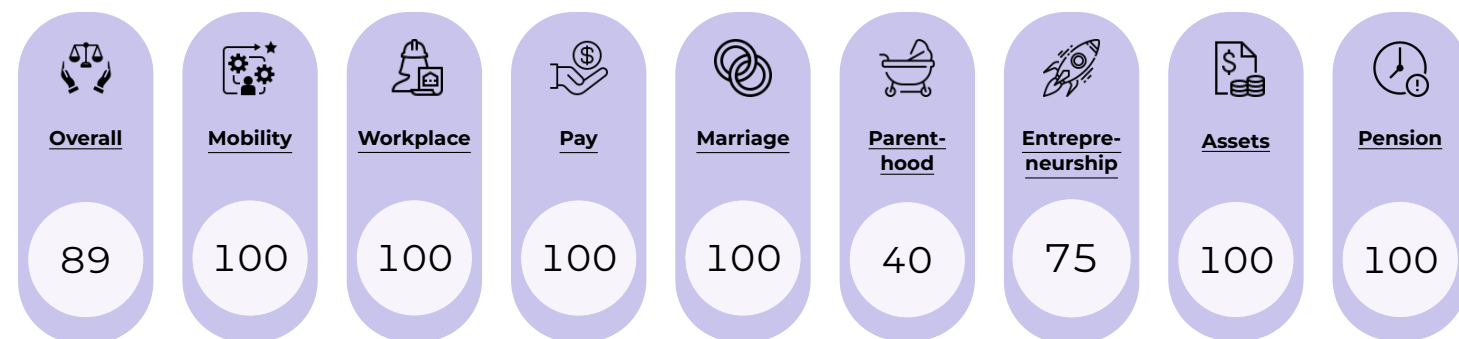 Overall
Mobility
Workplace
Pay
Marriage
Parent-
hood
Entrepre-
neurship
Assets
Pension
89
100
100
100
100
40
75
100
100